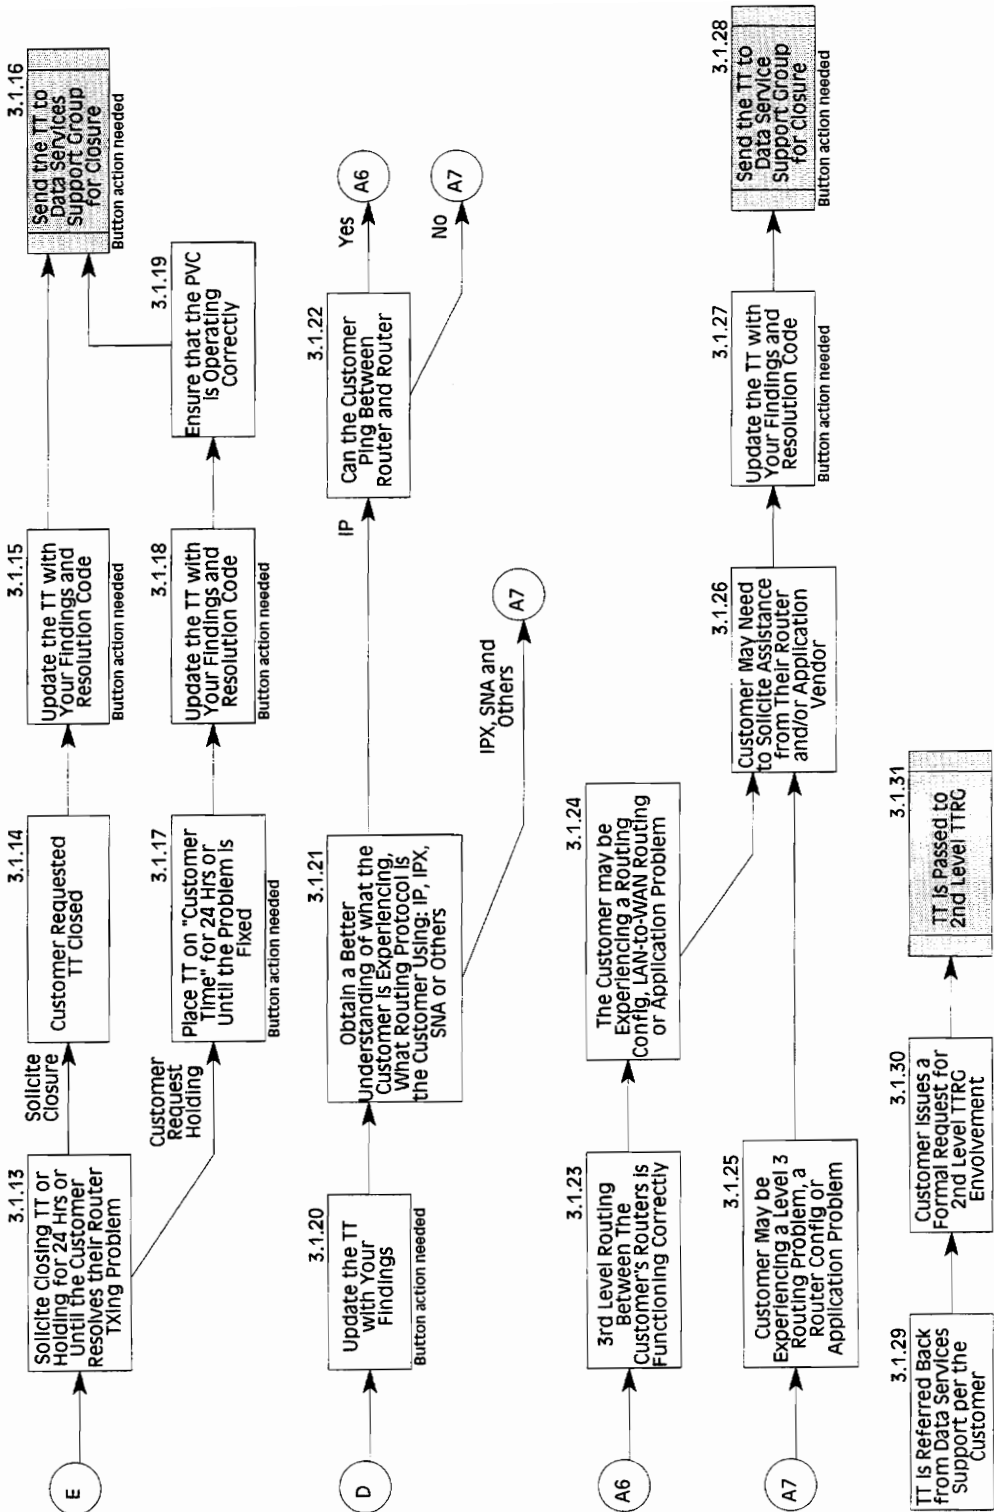 E
3.1.13
Sollcite Closing TT or
Holding for 24 Hrs or
Until the Customer
Resolves their Router
TXing Problem
Sollcite
Closure
3.1.14
Customer Requested
TT Closed
3.1.15
Update the TT with
Your Findings and
Resolution Code
Button action needed
3.1.16
Send the TT to
Data Services
Support Group
for Closure
Button action needed
Customer
Request
Holding
3.1.17
Place TT on "Customer
Time" for 24 Hrs or
Until the Problem is
Fixed
Button action needed
3.1.18
Update the TT with
Your Findings and
Resolution Code
Button action needed
3.1.19
Ensure that the PVC
is Operating
Correctly
D
3.1.20
Update the TT
with Your
Findings
Button action needed
3.1.21
Obtain a Better
Understanding of what the
Customer is Experiencing,
What Routing Protocol is
the Customer Using: IP, IPX,
SNA or Others
IP
3.1.22
Can the Customer
Ping Between
Router and Router
Yes
A6
No
A7
IPX, SNA and
Others
A7
A6
3.1.23
3rd Level Routing
Between The
Customer's Routers is
Functioning Correctly
3.1.24
The Customer may be
Experiencing a Routing
Config, LAN-to-WAN Routing
or Application Problem
A7
3.1.25
Customer May be
Experiencing a Level 3
Routing Problem, a
Router Config or
Application Problem
3.1.26
Customer May Need
to Sollcite Assistance
from Their Router
and/or Application
Vendor
3.1.27
Update the TT with
Your Findings and
Resolution Code
Button action needed
3.1.28
Send the TT to
Data Service
Support Group
for Closure
Button action needed
3.1.29
TT Is Referred Back
from Data Services
Support per the
Customer
3.1.30
Customer Issues a
Formal Request for
2nd Level TTRG
Envolvement
3.1.31
TT Is Passed to
2nd Level TTRG